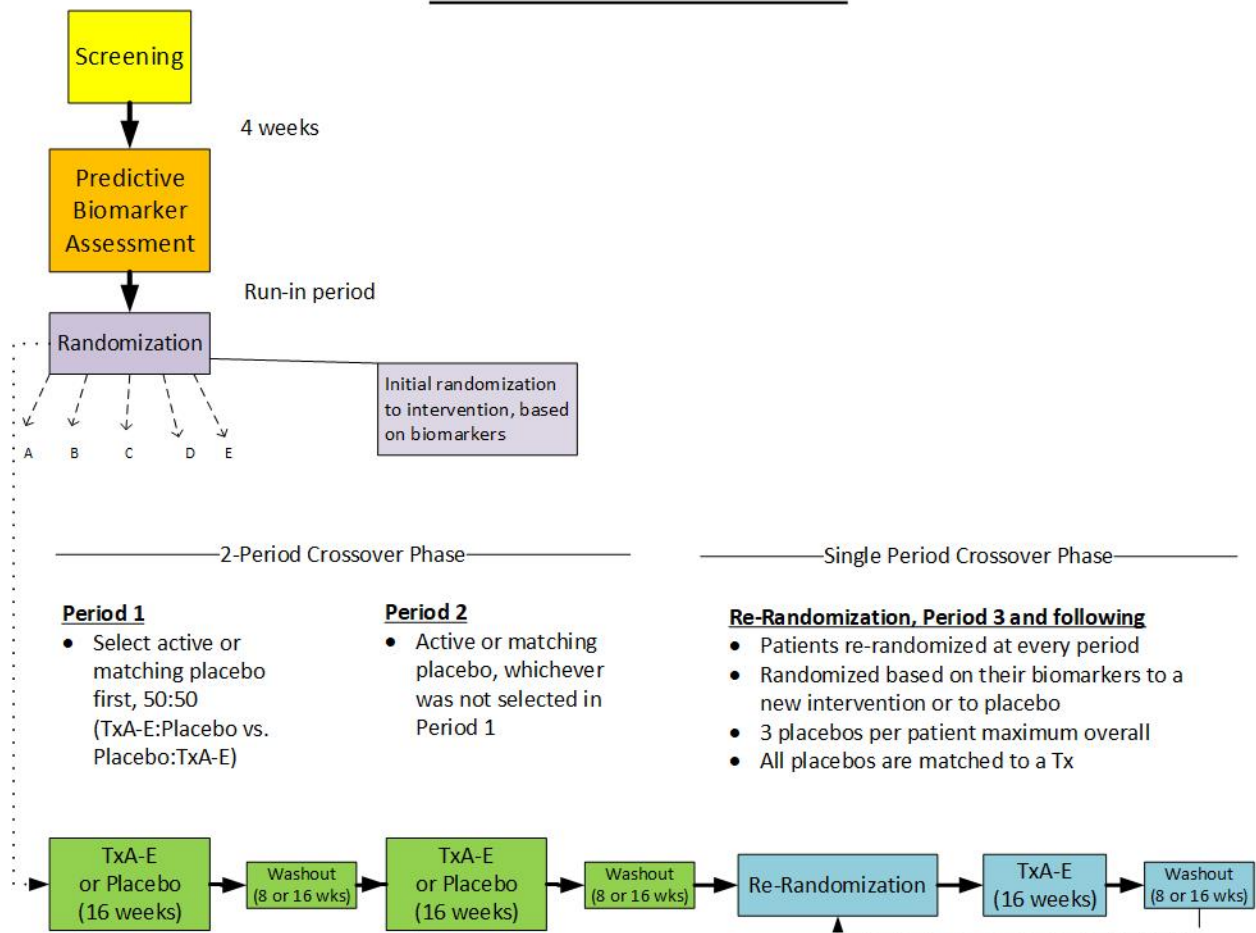 Screening
4 weeks
Predictive
Biomarker
Assessment
Run-in period
Randomization
Initial randomization
to intervention, based
on biomarkers
A B C D E
2-Period Crossover Phase
Single Period Crossover Phase
Period 1
• Select active or
matching placebo
first, 50:50
(TxA-E:Placebo vs.
Placebo:TxA-E)
Period 2
• Active or matching
placebo, whichever
was not selected in
Period 1
Re-Randomization, Period 3 and following
• Patients re-randomized at every period
• Randomized based on their biomarkers to a
new intervention or to placebo
• 3 placebos per patient maximum overall
• All placebos are matched to a Tx
TxA-E
or Placebo
(16 weeks)
Washout
(8 or 16 wks)
TxA-E
or Placebo
(16 weeks)
Washout
(8 or 16 wks)
Re-Randomization
TxA-E
(16 weeks)
Washout
(8 or 16 wks)